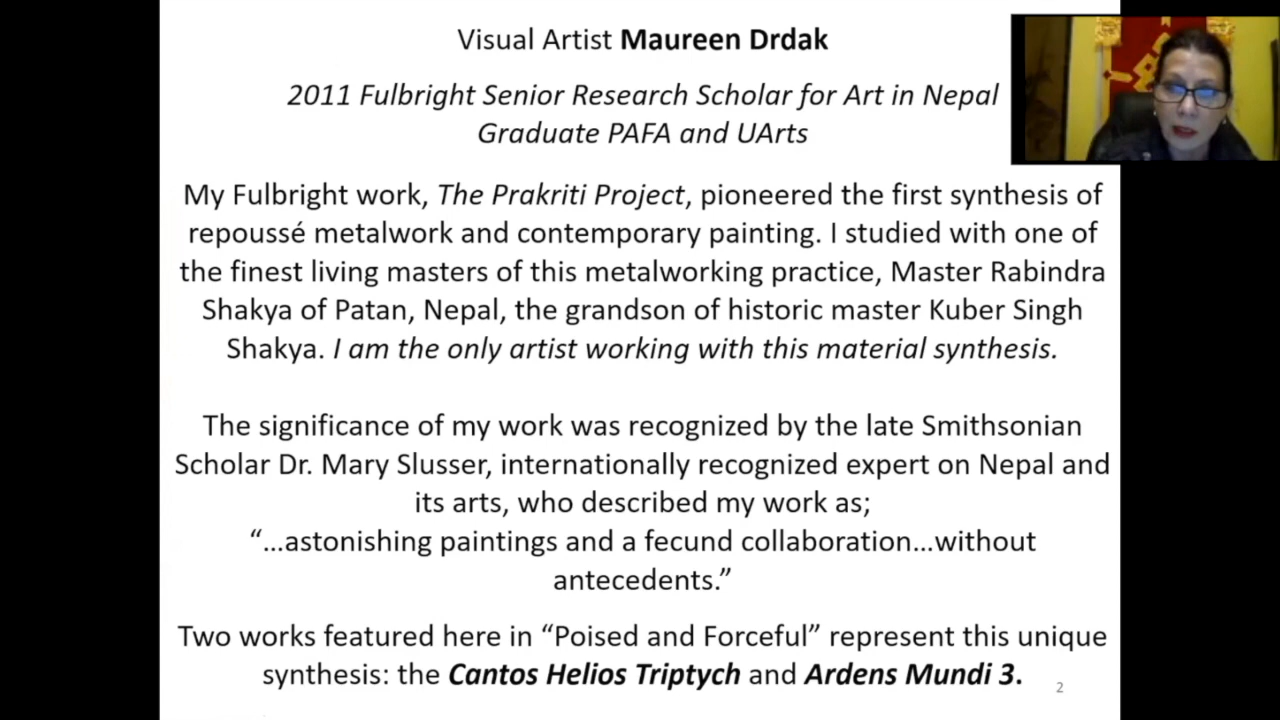 Visual Artist Maureen Drdak
2011 Fulbright Senior Research Scholar for Art in Nepal
Graduate PAFA and UArts
My Fulbright work, The Prakriti Project, pioneered the first synthesis of
repoussé metalwork and contemporary painting. I studied with one of
the finest living masters of this metalworking practice, Master Rabindra
Shakya of Patan, Nepal, the grandson of historic master Kuber Singh
Shakya. I am the only artist working with this material synthesis.
The significance of my work was recognized by the late Smithsonian
Scholar Dr. Mary Slusser, internationally recognized expert on Nepal and
its arts, who described my work as;
“…astonishing paintings and a fecund collaboration…without
antecedents.”
Two works featured here in “Poised and Forceful” represent this unique
synthesis: the Cantos Helios Triptych and Ardens Mundi 3.
2